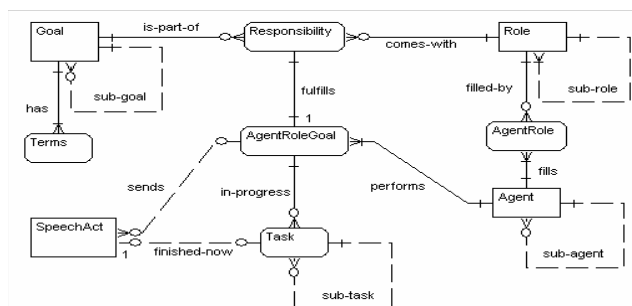 is-part-of
Goal
Responsibility
Role
comes-with
sub-goal
fulfills
filled-by
sub-role
has
Terms
1
AgentRoleGoal
AgentRole
sends
in-progress
performs
fills
SpeechAct
Agent
1
finished-now
Task
sub-agent
sub-task